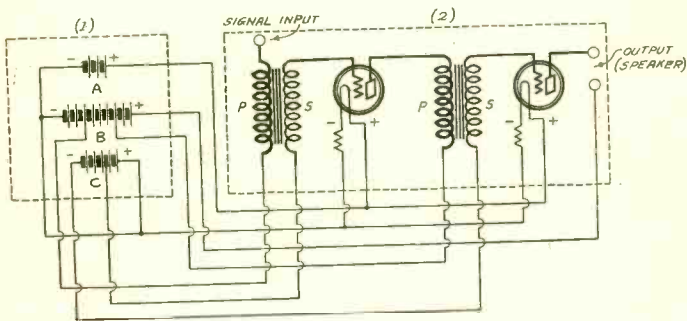 (1)
- +
A
- +
B
- +
C
SIGNAL INPUT
(2)
P S
- +
P S
- +
OUTPUT
(SPEAKER)